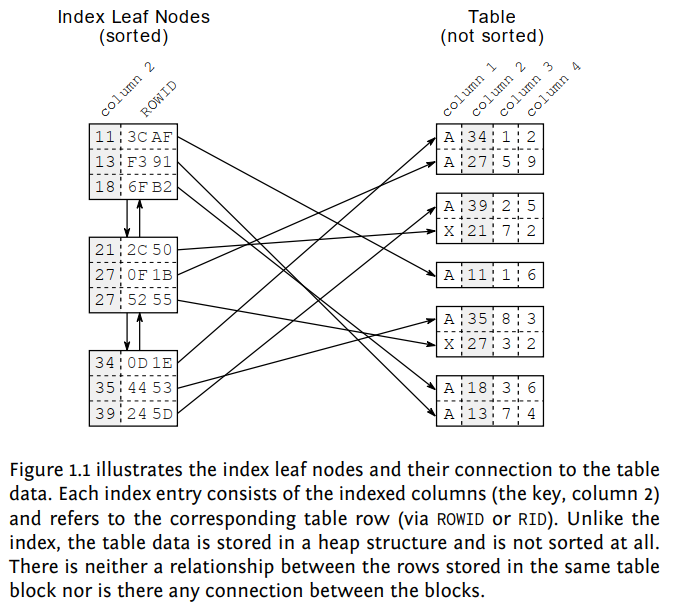 Index Leaf Nodes
(sorted)
column 2
ROWID
11 3C AF
13 F3 91
18 6F B2
21 2C 50
27 0F 1B
27 52 55
34 0D 1E
35 44 53
39 24 5D
Table
(not sorted)
column 1
column 2
column 3
column 4
A 34 1 2
A 27 5 9
A 39 2 5
X 21 7 2
A 11 1 6
A 35 8 3
X 27 3 2
A 18 3 6
A 13 7 4
Figure 1.1 illustrates the index leaf nodes and their connection to the table
data. Each index entry consists of the indexed columns (the key, column 2)
and refers to the corresponding table row (via ROWID or RID). Unlike the
index, the table data is stored in a heap structure and is not sorted at all.
There is neither a relationship between the rows stored in the same table
block nor is there any connection between the blocks.